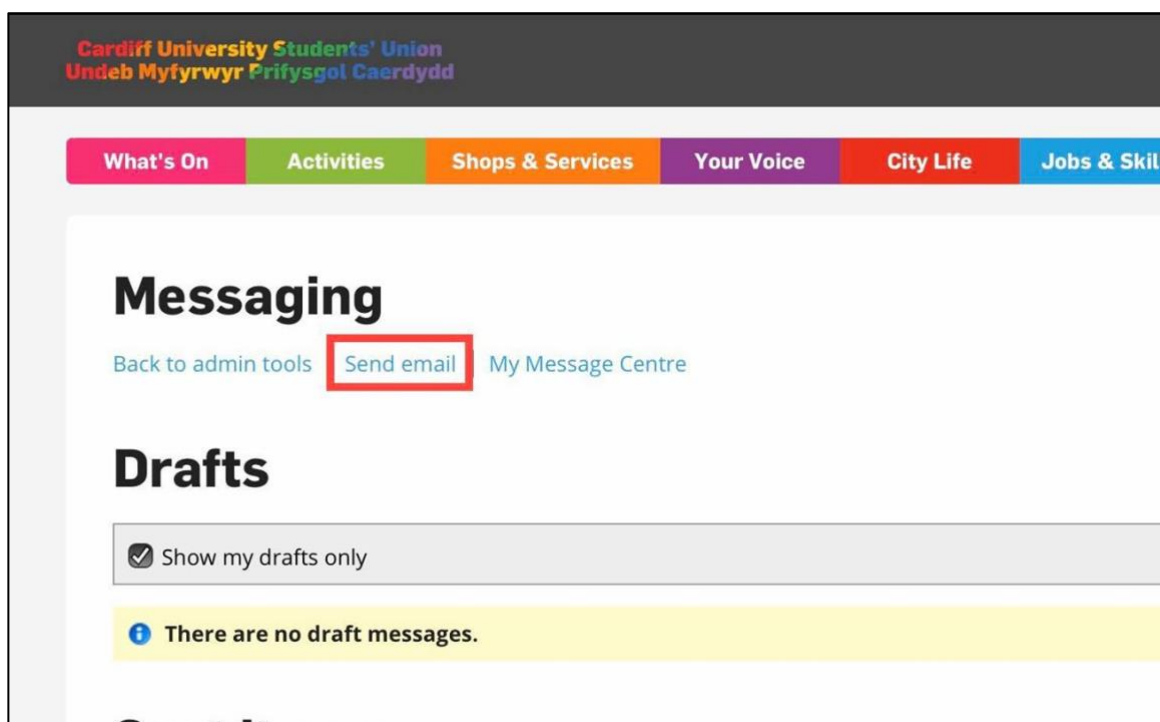 Cardiff University Students' Union
Undeb Myfyrwyr Prifysgol Caerdydd
What's On Activities Shops & Services Your Voice City Life Jobs &
Messaging
Back to admin tools Send email My Message Centre
Drafts
Show my drafts only
There are no draft messages.